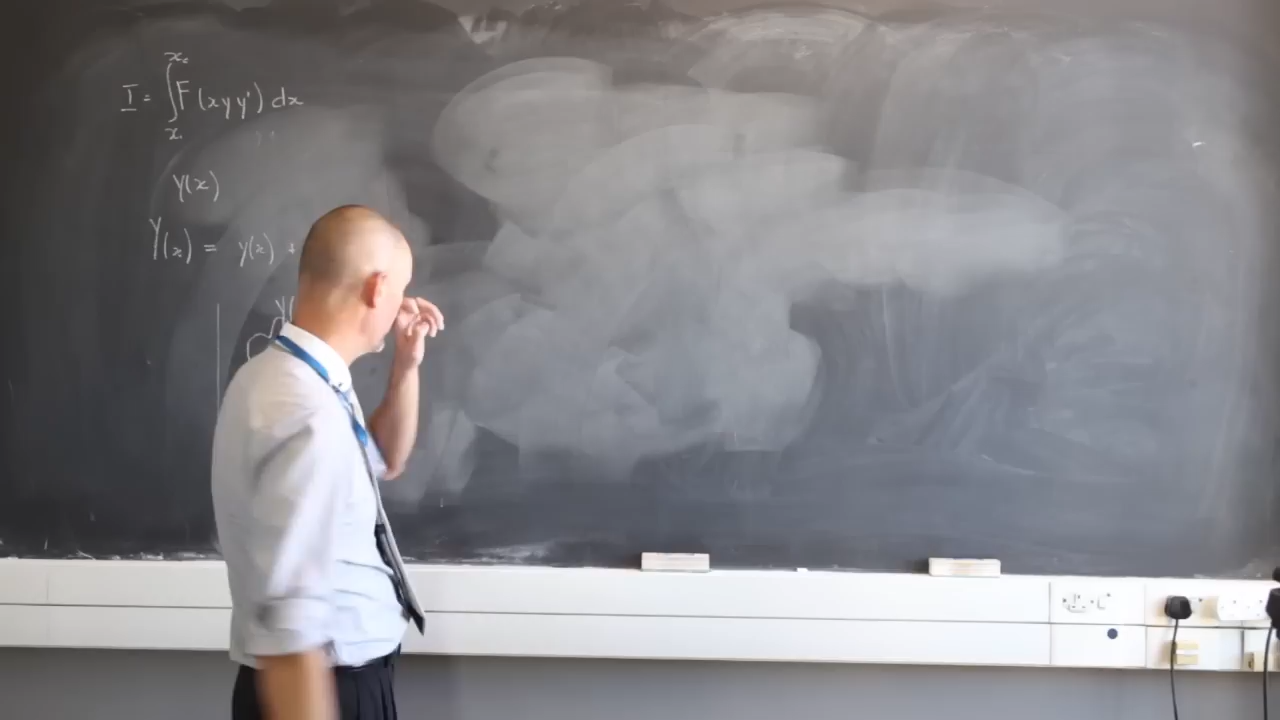 x₂
I = ∫ F (x y y') dx
x₁
y(x)
Y(x) = y(x) +